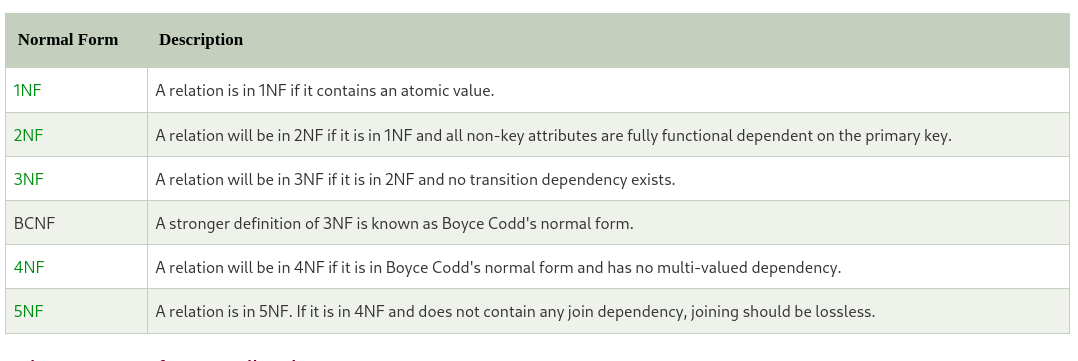 Normal Form Description
1NF A relation is in 1NF if it contains an atomic value.
2NF A relation will be in 2NF if it is in 1NF and all non-key attributes are fully functional dependent on the primary key.
3NF A relation will be in 3NF if it is in 2NF and no transition dependency exists.
BCNF A stronger definition of 3NF is known as Boyce Codd's normal form.
4NF A relation will be in 4NF if it is in Boyce Codd's normal form and has no multi-valued dependency.
5NF A relation is in 5NF. If it is in 4NF and does not contain any join dependency, joining should be lossless.